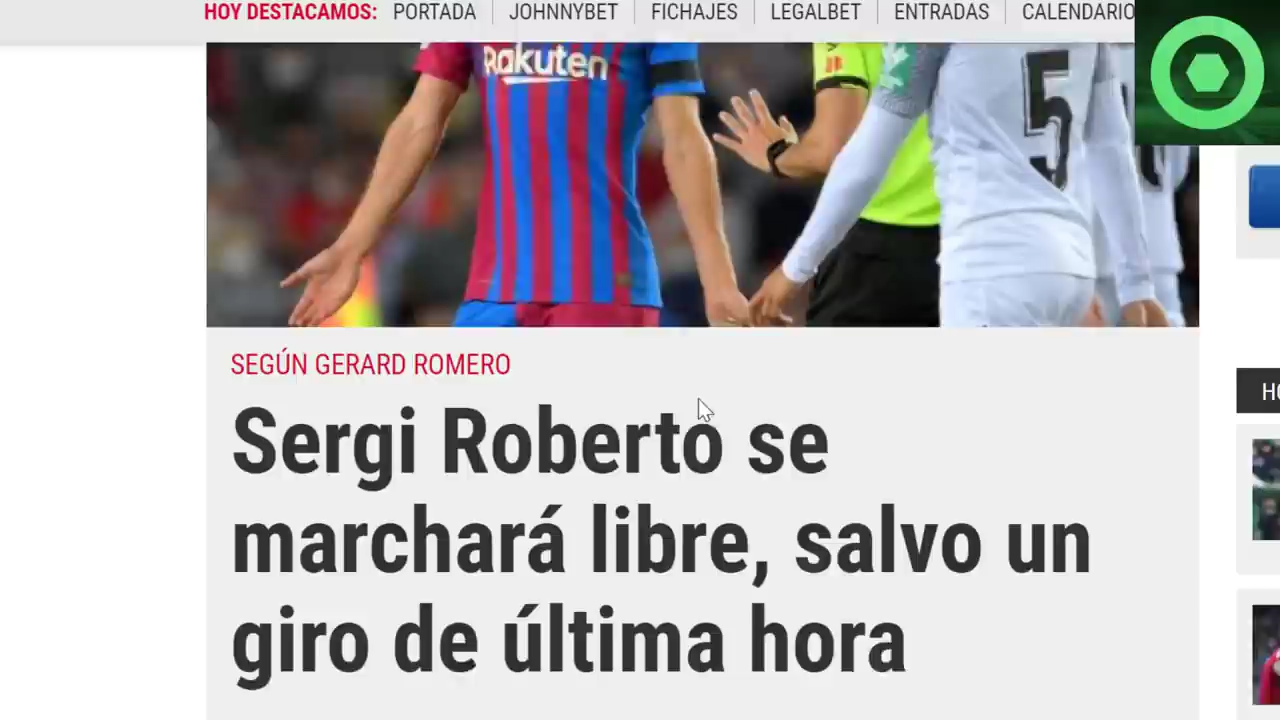 HOY DESTACAMOS: PORTADA JOHNNYBET FICHAJES LEGALBET ENTRADAS CALENDARIO
Rakuten
5
SEGÚN GERARD ROMERO
Sergi Roberto se
marchará libre, salvo un
giro de última hora